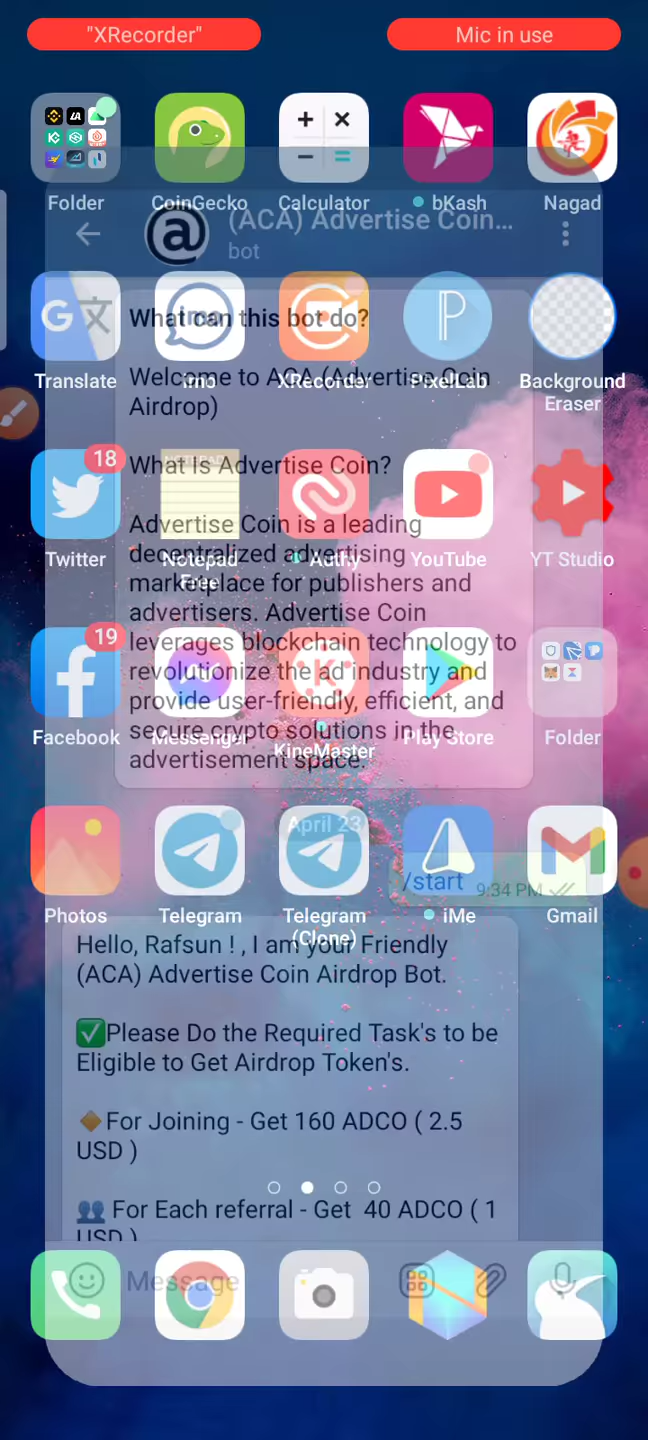 "XRecorder"
Mic in use
Folder
CoinGecko
Calculator
bKash
Nagad
(ACA) Advertise Coin...
bot
What can this bot do?
Translate
imo
XRecorder
PixelLab
Background
Eraser
Welcome to ACA (Advertise Coin
Airdrop)
What Is Advertise Coin?
18
NOTEPAD
Twitter
Notepad
Free
Authy
YouTube
YT Studio
Advertise Coin is a leading
decentralized advertising
marketplace for publishers and
advertisers. Advertise Coin
leverages blockchain technology to
revolutionize the ad industry and
provide user-friendly, efficient, and
secure crypto solutions in the
advertisement space.
19
Facebook
Messenger
KineMaster
Play Store
Folder
April 23
/start
9:34 PM
Photos
Telegram
Telegram
(Clone)
iMe
Gmail
Hello, Rafsun ! , I am your Friendly
(ACA) Advertise Coin Airdrop Bot.
✅Please Do the Required Task's to be
Eligible to Get Airdrop Token's.
🔸For Joining - Get 160 ADCO ( 2.5
USD )
👥 For Each referral - Get 40 ADCO ( 1
USD )
Message